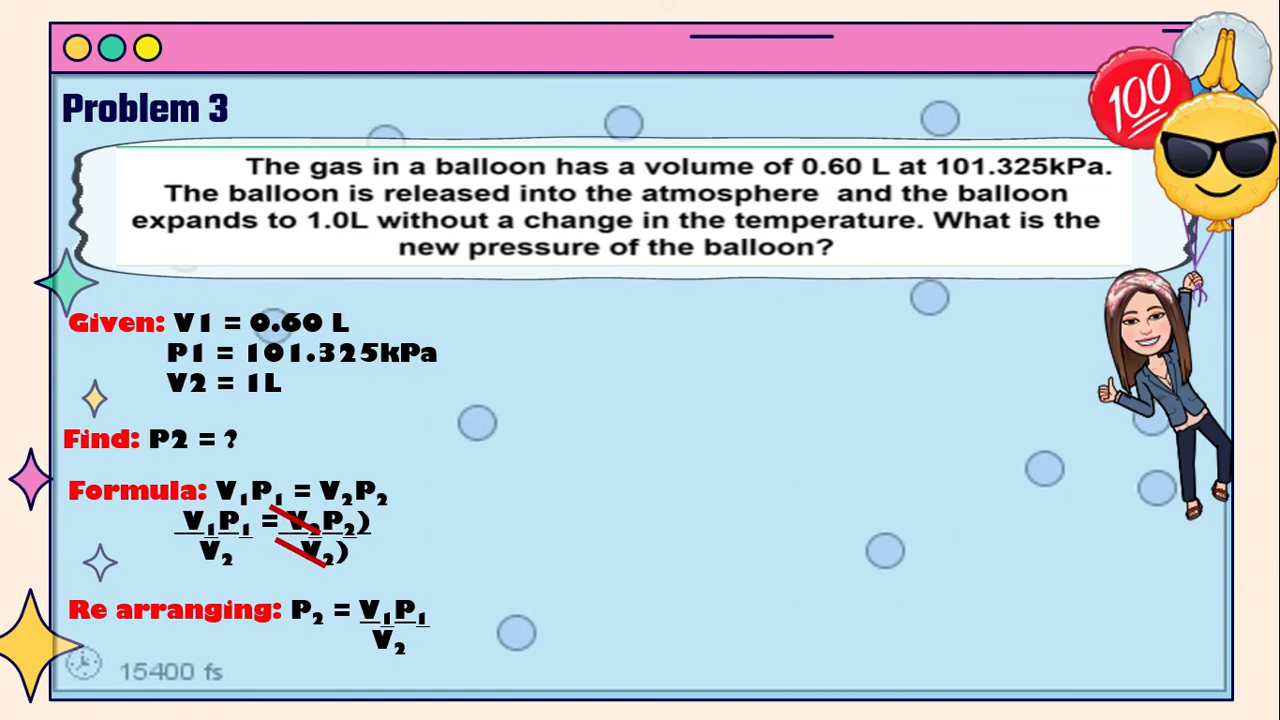 100
Problem 3
The gas in a balloon has a volume of 0.60 L at 101.325kPa.
The balloon is released into the atmosphere and the balloon
expands to 1.0L without a change in the temperature. What is the
new pressure of the balloon?
Given: V1 = 0.60 L
P1 = 101.325kPa
V2 = 1L
Find: P2 = ?
Formula: V₁P₁ = V₂P₂
V₁P₁ = V₂P₂)
V₂ V₂)
Re arranging: P₂ = V₁P₁
V₂
15400 fs